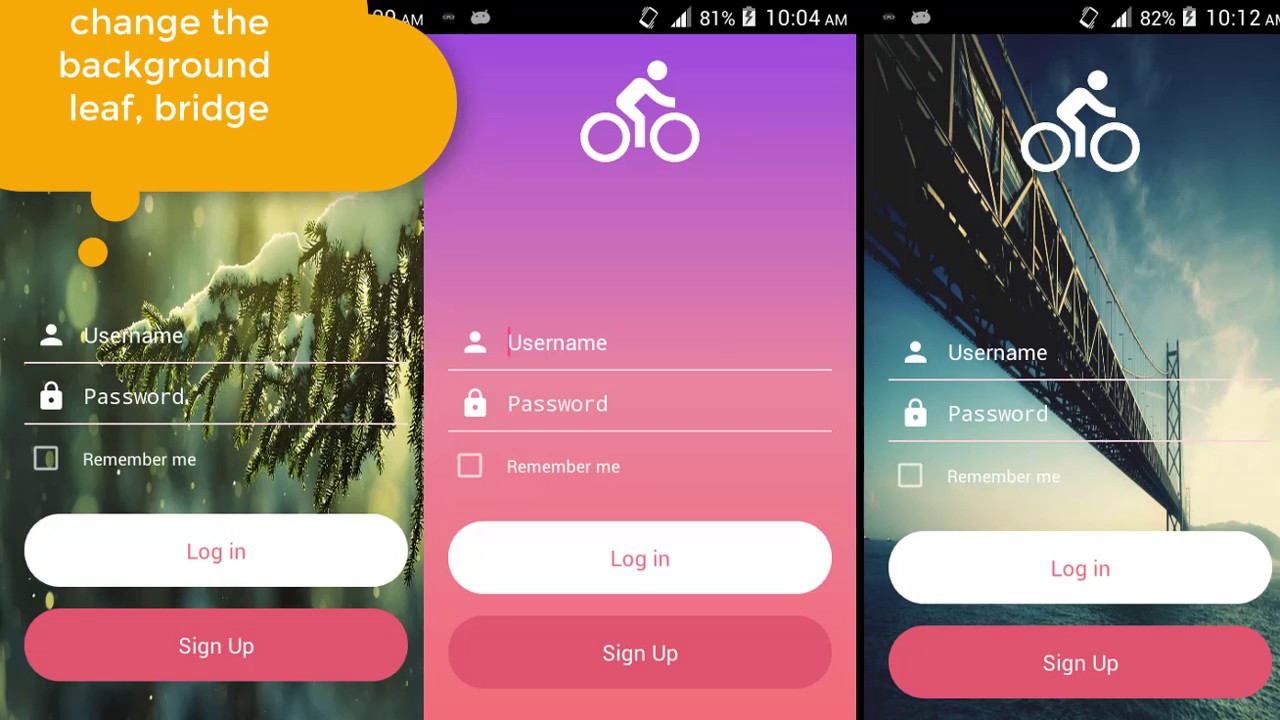 change the
background
leaf, bridge
AM
Username
Password
Remember me
Log in
Sign Up
81% 10:04 AM
Username
Password
Remember me
Log in
Sign Up
82% 10:12 AM
Username
Password
Remember me
Log in
Sign Up